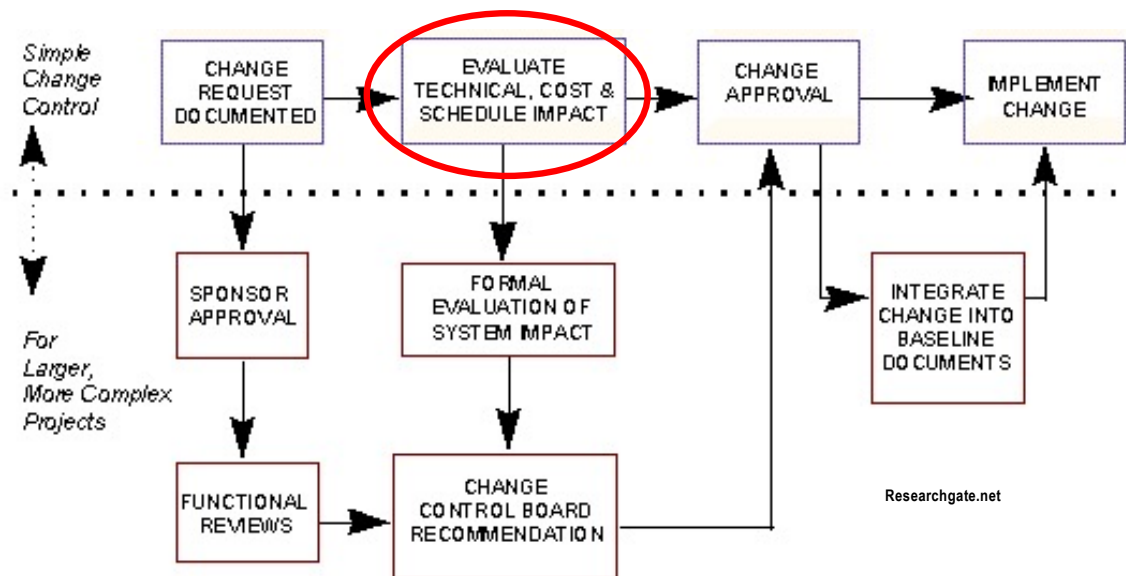 Simple
Change
Control
CHANGE
REQUEST
DOCUMENTED
EVALUATE
TECHNICAL, COST &
SCHEDULE IMPACT
CHANGE
APPROVAL
IMPLEMENT
CHANGE
SPONSOR
APPROVAL
FORMAL
EVALUATION OF
SYSTEM IMPACT
INTEGRATE
CHANGE INTO
BASELINE
DOCUMENTS
For
Larger,
More Complex
Projects
FUNCTIONAL
REVIEWS
CHANGE
CONTROL BOARD
RECOMMENDATION
Researchgate.net